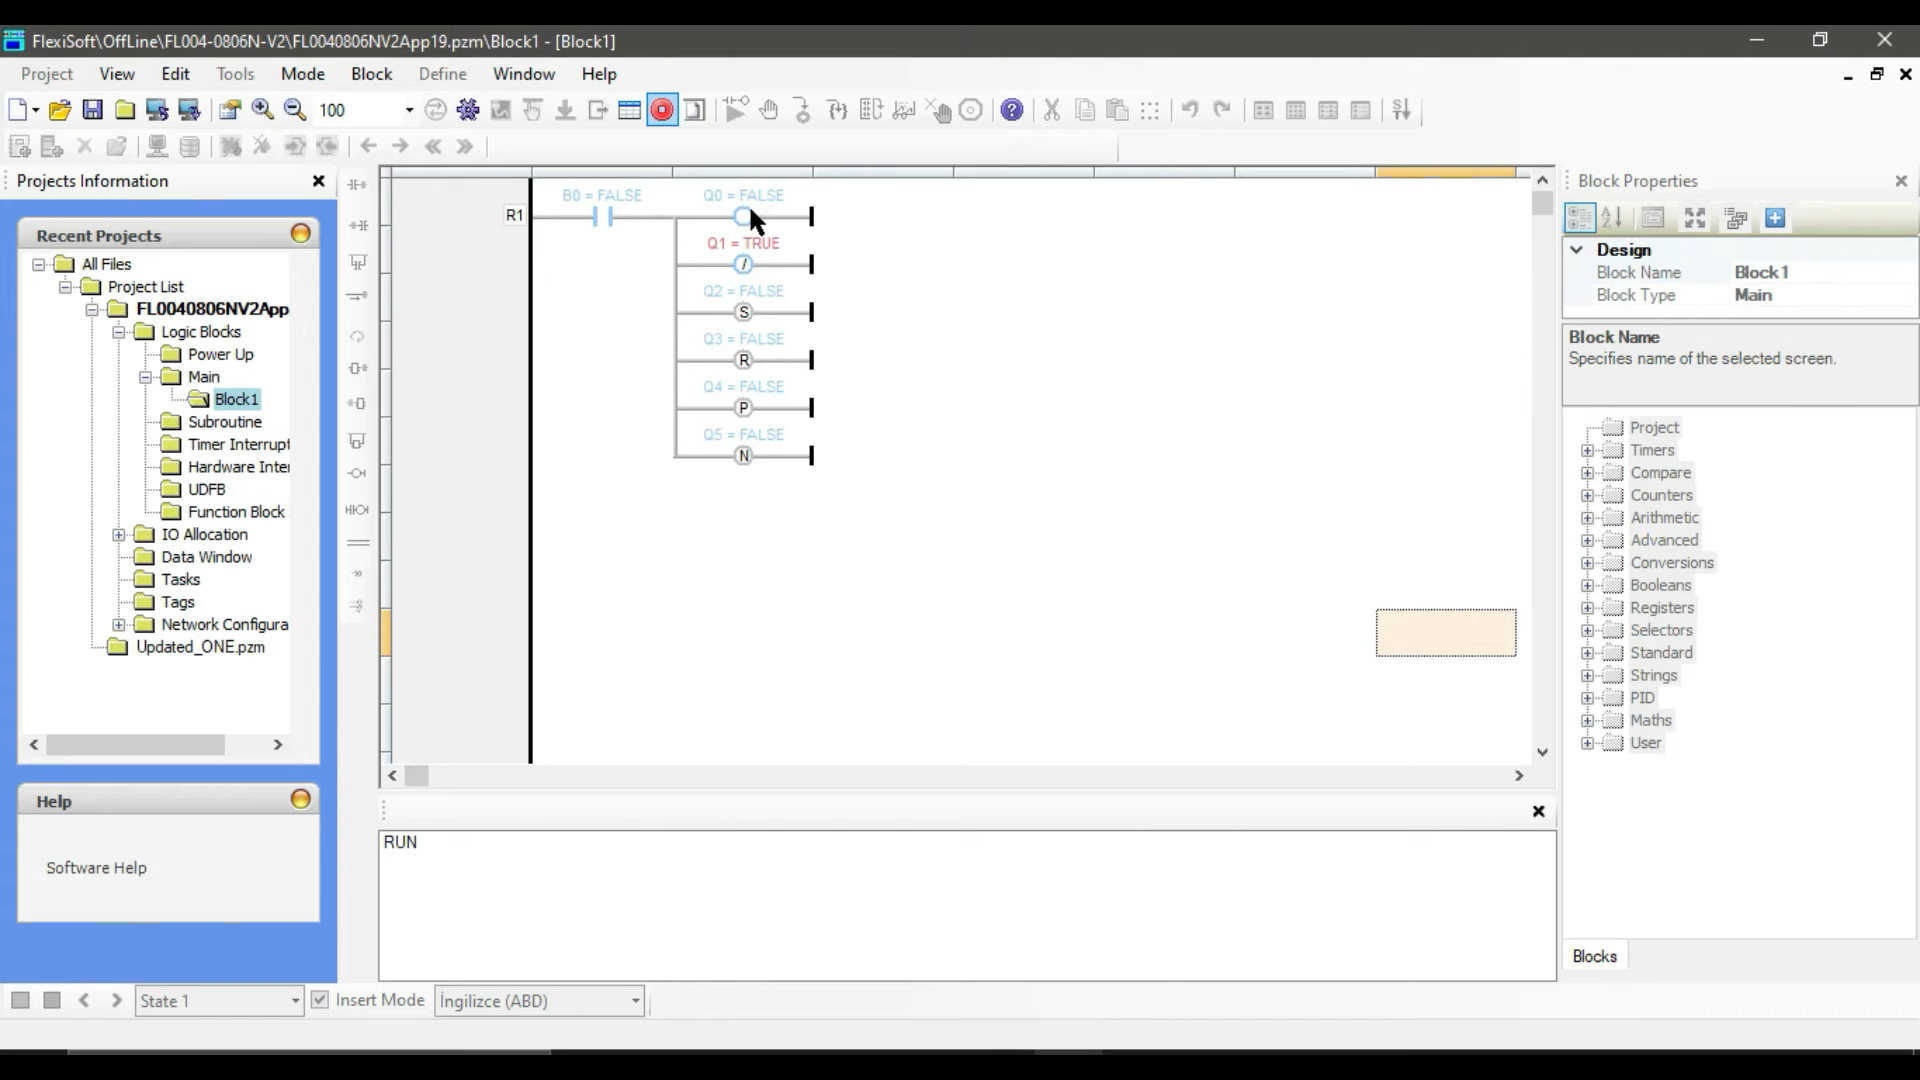 FlexiSoft\OffLine\FL004-0806N-V2\FL0040806NV2App19.pzm\Block1 - [Block1]
Project View Edit Tools Mode Block Define Window Help
100
Projects Information
Recent Projects
All Files
Project List
FL0040806NV2App
Logic Blocks
Power Up
Main
Block1
Subroutine
Timer Interrupt
Hardware Inter
UDFB
Function Block
IO Allocation
Data Window
Tasks
Tags
Network Configura
Updated_ONE.pzm
Help
Software Help
R1
B0 = FALSE Q0 = FALSE
Q1 = TRUE
/
Q2 = FALSE
S
Q3 = FALSE
R
Q4 = FALSE
P
Q5 = FALSE
N
RUN
Block Properties
Design
Block Name Block1
Block Type Main
Block Name
Specifies name of the selected screen.
Project
Timers
Compare
Counters
Arithmetic
Advanced
Conversions
Booleans
Registers
Selectors
Standard
Strings
PID
Maths
User
Blocks
State 1 Insert Mode İngilizce (ABD)